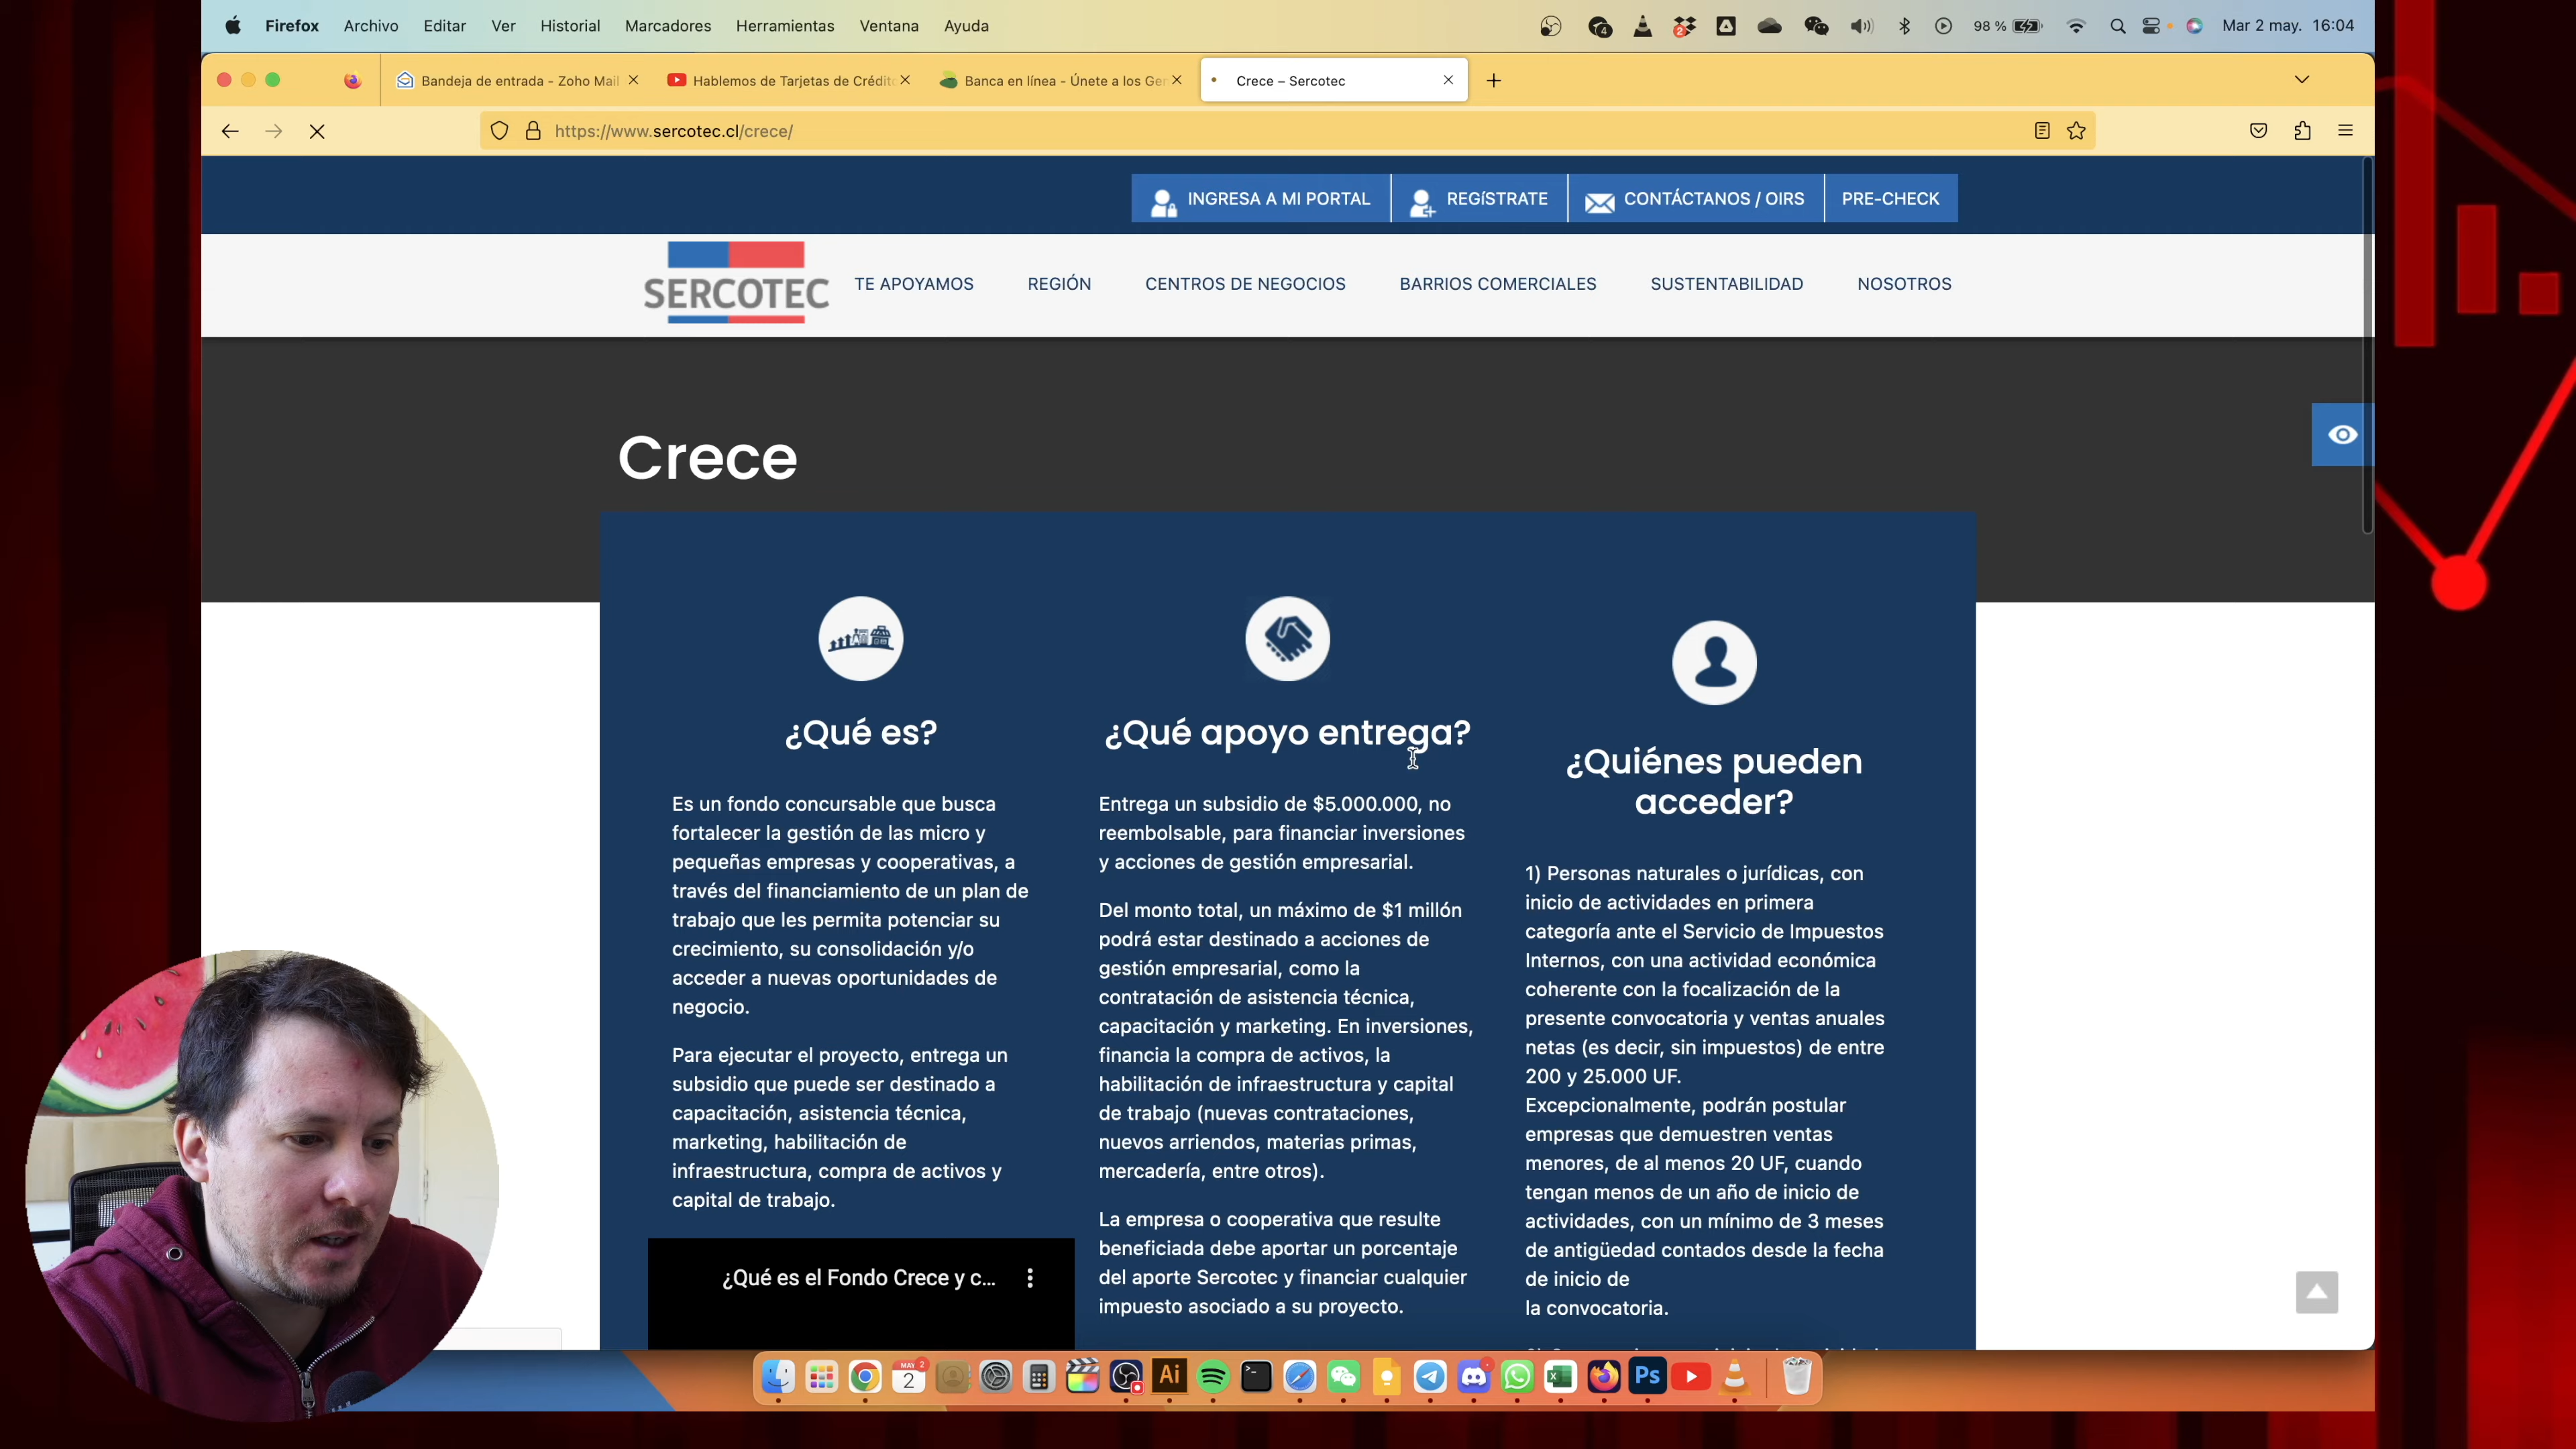 Firefox Archivo Editar Ver Historial Marcadores Herramientas Ventana Ayuda
4 2 98 % Mar 2 may. 16:04
Bandeja de entrada - Zoho Mail
Hablemos de Tarjetas de Crédito
Banca en línea - Únete a los Ger
Crece – Sercotec
https://www.sercotec.cl/crece/
INGRESA A MI PORTAL
REGíSTRATE
CONTÁCTANOS / OIRS
PRE-CHECK
SERCOTEC
TE APOYAMOS
REGIÓN
CENTROS DE NEGOCIOS
BARRIOS COMERCIALES
SUSTENTABILIDAD
NOSOTROS
Crece
¿Qué es?
Es un fondo concursable que busca
fortalecer la gestión de las micro y
pequeñas empresas y cooperativas, a
través del financiamiento de un plan de
trabajo que les permita potenciar su
crecimiento, su consolidación y/o
acceder a nuevas oportunidades de
negocio.
Para ejecutar el proyecto, entrega un
subsidio que puede ser destinado a
capacitación, asistencia técnica,
marketing, habilitación de
infraestructura, compra de activos y
capital de trabajo.
¿Qué es el Fondo Crece y c...
¿Qué apoyo entrega?
Entrega un subsidio de $5.000.000, no
reembolsable, para financiar inversiones
y acciones de gestión empresarial.
Del monto total, un máximo de $1 millón
podrá estar destinado a acciones de
gestión empresarial, como la
contratación de asistencia técnica,
capacitación y marketing. En inversiones,
financia la compra de activos, la
habilitación de infraestructura y capital
de trabajo (nuevas contrataciones,
nuevos arriendos, materias primas,
mercadería, entre otros).
La empresa o cooperativa que resulte
beneficiada debe aportar un porcentaje
del aporte Sercotec y financiar cualquier
impuesto asociado a su proyecto.
¿Quiénes pueden
acceder?
1) Personas naturales o jurídicas, con
inicio de actividades en primera
categoría ante el Servicio de Impuestos
Internos, con una actividad económica
coherente con la focalización de la
presente convocatoria y ventas anuales
netas (es decir, sin impuestos) de entre
200 y 25.000 UF.
Excepcionalmente, podrán postular
empresas que demuestren ventas
menores, de al menos 20 UF, cuando
tengan menos de un año de inicio de
actividades, con un mínimo de 3 meses
de antigüedad contados desde la fecha
de inicio de
la convocatoria.
MAY 2
2
Ai
Ps